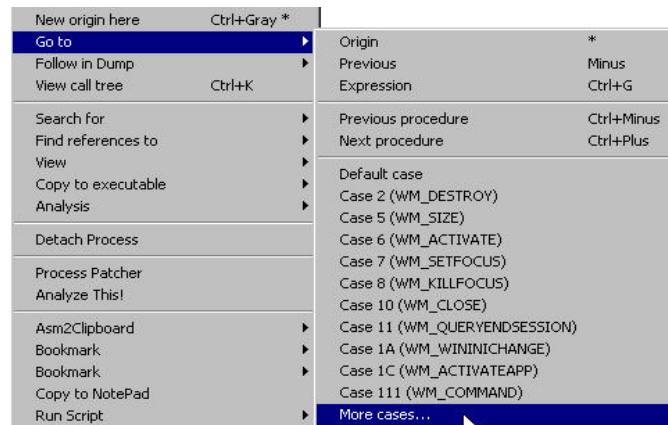 New origin here Ctrl+Gray *
Go to
Follow in Dump
View call tree Ctrl+K
Search for
Find references to
View
Copy to executable
Analysis
Detach Process
Process Patcher
Analyze This!
Asm2Clipboard
Bookmark
Bookmark
Copy to NotePad
Run Script
Origin *
Previous Minus
Expression Ctrl+G
Previous procedure Ctrl+Minus
Next procedure Ctrl+Plus
Default case
Case 2 (WM_DESTROY)
Case 5 (WM_SIZE)
Case 6 (WM_ACTIVATE)
Case 7 (WM_SETFOCUS)
Case 8 (WM_KILLFOCUS)
Case 10 (WM_CLOSE)
Case 11 (WM_QUERYENDSESSION)
Case 1A (WM_WININICHANGE)
Case 1C (WM_ACTIVATEAPP)
Case 111 (WM_COMMAND)
More cases...